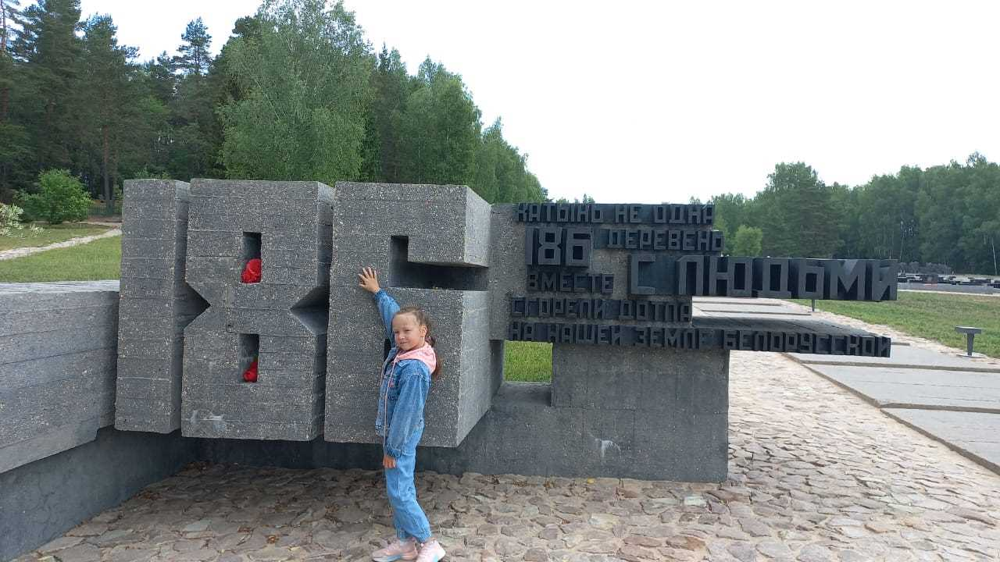 186
ХАТЫНЬ НЕ ОДНА
186 ДЕРЕВЕНЬ
ВМЕСТЕ С ЛЮДЬМИ
СГОРЕЛИ ДОТЛА
НА НАШЕЙ ЗЕМЛЕ БЕЛОРУССКОЙ